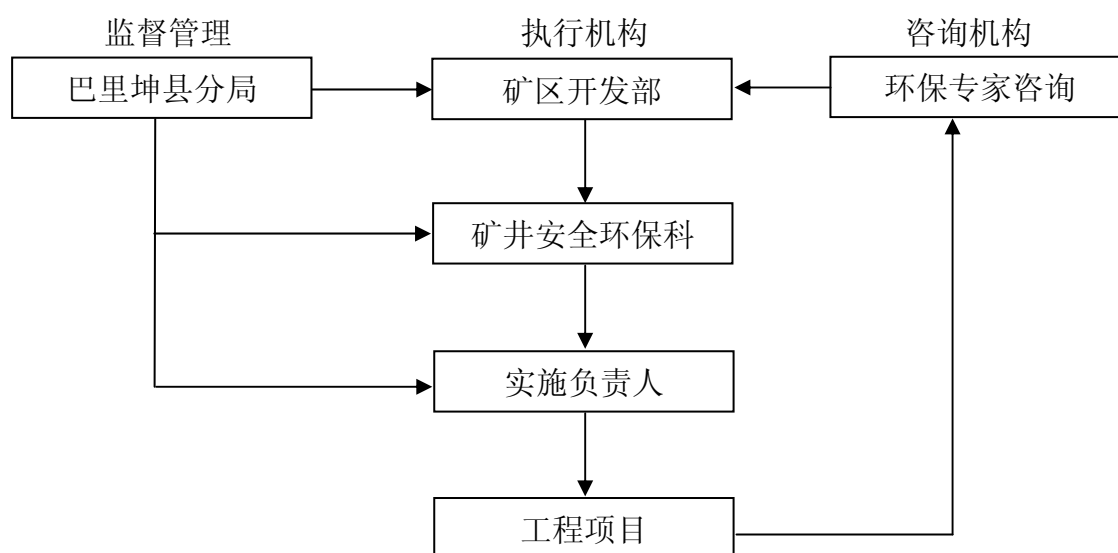 监督管理
执行机构
咨询机构
巴里坤县分局
矿区开发部
环保专家咨询
矿井安全环保科
实施负责人
工程项目